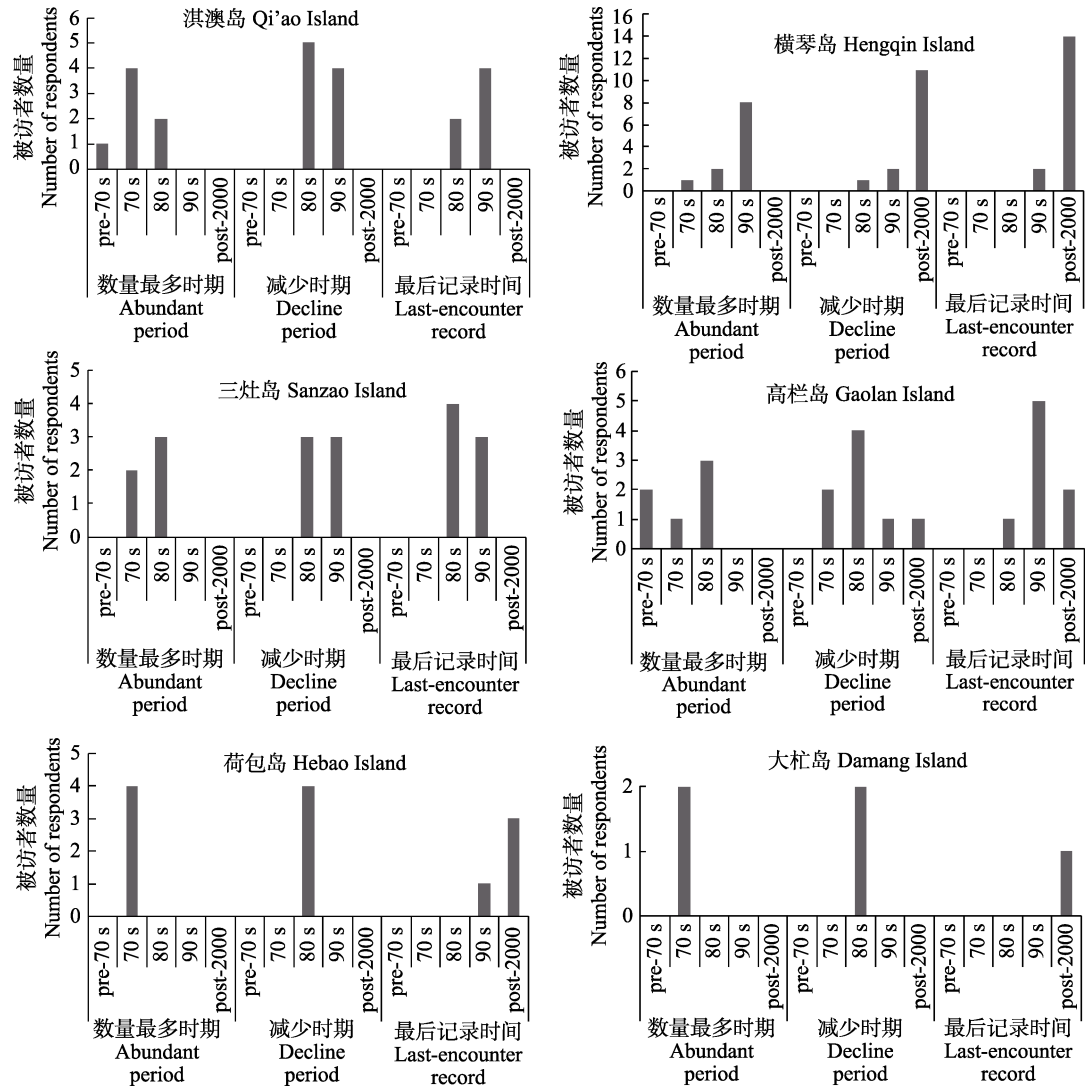 淇澳岛 Qi’ao Island
被访者数量
Number of respondents
6
5
4
3
2
1
0
pre-70 s
70 s
80 s
90 s
post-2000
pre-70 s
70 s
80 s
90 s
post-2000
pre-70 s
70 s
80 s
90 s
post-2000
数量最多时期
Abundant
period
减少时期
Decline
period
最后记录时间
Last-encounter
record
横琴岛 Hengqin Island
被访者数量
Number of respondents
16
14
12
10
8
6
4
2
0
pre-70 s
70 s
80 s
90 s
post-2000
pre-70 s
70 s
80 s
90 s
post-2000
pre-70 s
70 s
80 s
90 s
post-2000
数量最多时期
Abundant
period
减少时期
Decline
period
最后记录时间
Last-encounter
record
三灶岛 Sanzao Island
被访者数量
Number of respondents
5
4
3
2
1
0
pre-70 s
70 s
80 s
90 s
post-2000
pre-70 s
70 s
80 s
90 s
post-2000
pre-70 s
70 s
80 s
90 s
post-2000
数量最多时期
Abundant
period
减少时期
Decline
period
最后记录时间
Last-encounter
record
高栏岛 Gaolan Island
被访者数量
Number of respondents
6
5
4
3
2
1
0
pre-70 s
70 s
80 s
90 s
post-2000
pre-70 s
70 s
80 s
90 s
post-2000
pre-70 s
70 s
80 s
90 s
post-2000
数量最多时期
Abundant
period
减少时期
Decline
period
最后记录时间
Last-encounter
record
荷包岛 Hebao Island
被访者数量
Number of respondents
5
4
3
2
1
0
pre-70 s
70 s
80 s
90 s
post-2000
pre-70 s
70 s
80 s
90 s
post-2000
pre-70 s
70 s
80 s
90 s
post-2000
数量最多时期
Abundant
period
减少时期
Decline
period
最后记录时间
Last-encounter
record
大杧岛 Damang Island
被访者数量
Number of respondents
2
1
0
pre-70 s
70 s
80 s
90 s
post-2000
pre-70 s
70 s
80 s
90 s
post-2000
pre-70 s
70 s
80 s
90 s
post-2000
数量最多时期
Abundant
period
减少时期
Decline
period
最后记录时间
Last-encounter
record